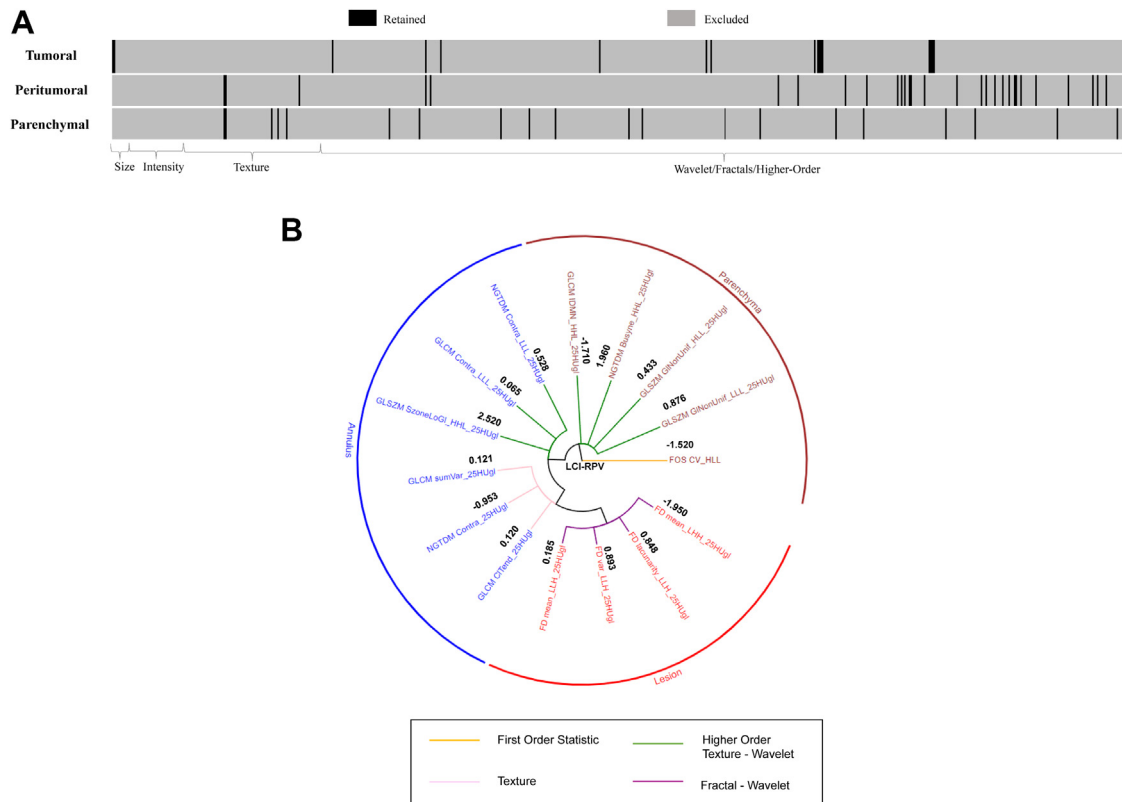 A
Retained
Excluded
Tumoral
Peritumoral
Parenchymal
Size
Intensity
Texture
Wavelet/Fractals/Higher-Order
B
Parenchyma
Annulus
Lesion
LCI-RPV
NGTDM Contra_LLL_25HUgl
0.528
GLCM IDMN_HHL_25HUgl
-1.710
NGTDM Busyne_HHL_25HUgl
1.960
GLSZM GlNonUnif_HLL_25HUgl
0.433
GLSZM GlNonUnif_LLL_25HUgl
0.876
FOS CV_HLL
-1.520
GLCM Contra_LLL_25HUgl
0.065
GLSZM SzoneLoGl_HHL_25HUgl
2.520
GLCM sumVar_25HUgl
0.121
NGTDM Contra_25HUgl
-0.953
GLCM ClTend_25HUgl
0.120
FD mean_LLH_25HUgl
0.185
FD var_LLH_25HUgl
0.893
FD lacunarity_LLH_25HUgl
0.848
FD mean_LHH_25HUgl
-1.950
First Order Statistic
Higher Order
Texture - Wavelet
Texture
Fractal - Wavelet